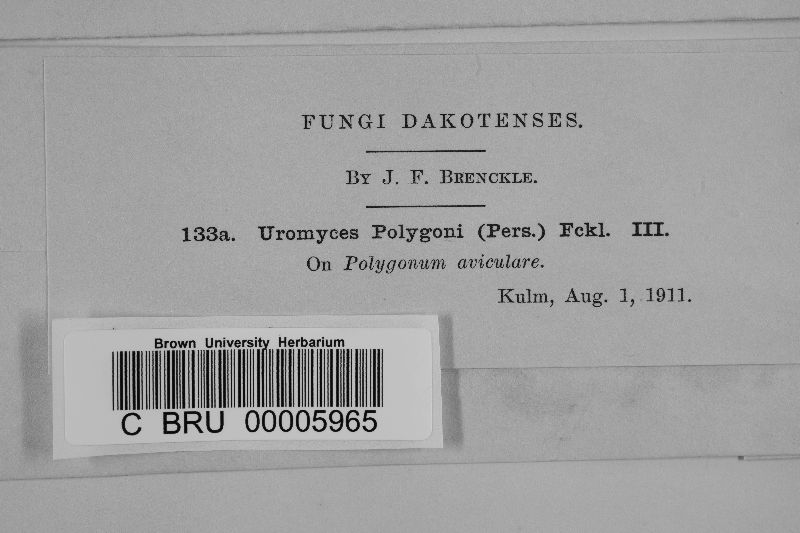 FUNGI DAKOTENSES.
BY J. F. BRENCKLE.
133a. Uromyces Polygoni (Pers.) Fckl. III.
On Polygonum aviculare.
Kulm, Aug. 1, 1911.
Brown University Herbarium
C BRU 00005965